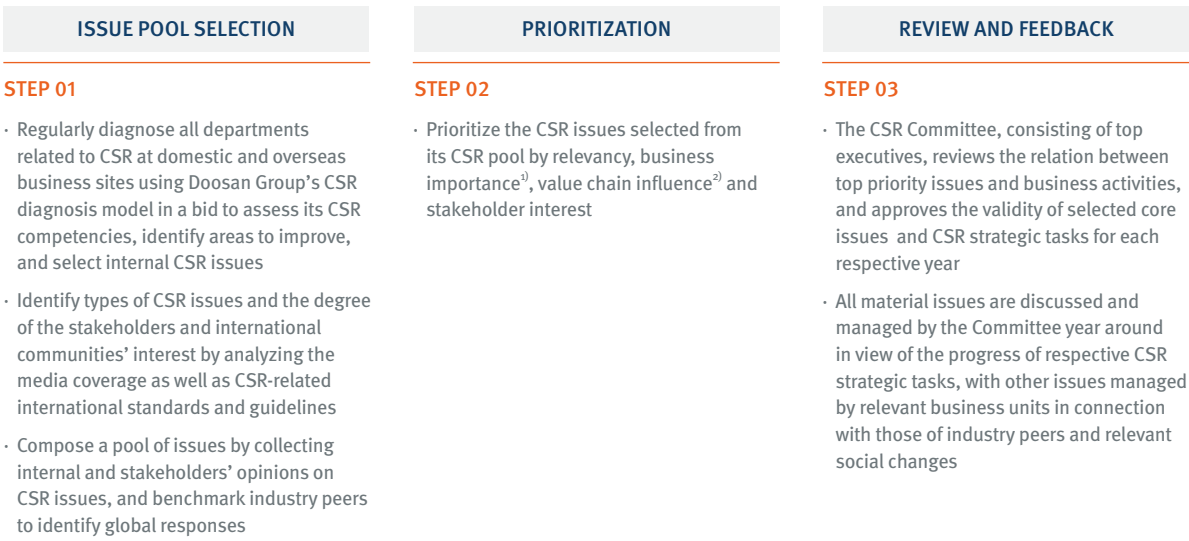 ISSUE POOL SELECTION
STEP 01
· Regularly diagnose all departments
related to CSR at domestic and overseas
business sites using Doosan Group’s CSR
diagnosis model in a bid to assess its CSR
competencies, identify areas to improve,
and select internal CSR issues
· Identify types of CSR issues and the degree
of the stakeholders and international
communities’ interest by analyzing the
media coverage as well as CSR-related
international standards and guidelines
· Compose a pool of issues by collecting
internal and stakeholders’ opinions on
CSR issues, and benchmark industry peers
to identify global responses
PRIORITIZATION
STEP 02
· Prioritize the CSR issues selected from
its CSR pool by relevancy, business
importance1), value chain influence2) and
stakeholder interest
REVIEW AND FEEDBACK
STEP 03
· The CSR Committee, consisting of top
executives, reviews the relation between
top priority issues and business activities,
and approves the validity of selected core
issues and CSR strategic tasks for each
respective year
· All material issues are discussed and
managed by the Committee year around
in view of the progress of respective CSR
strategic tasks, with other issues managed
by relevant business units in connection
with those of industry peers and relevant
social changes